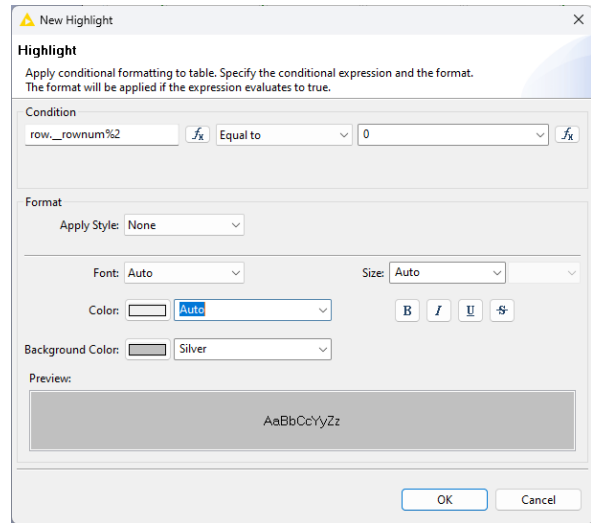 New Highlight
Highlight
Apply conditional formatting to table. Specify the conditional expression and the format.
The format will be applied if the expression evaluates to true.
Condition
row.__rownum%2 fx Equal to 0 fx
Format
Apply Style: None
Font: Auto Size: Auto
Color: Auto B I U S
Background Color: Silver
Preview:
AaBbCcYyZz
OK Cancel